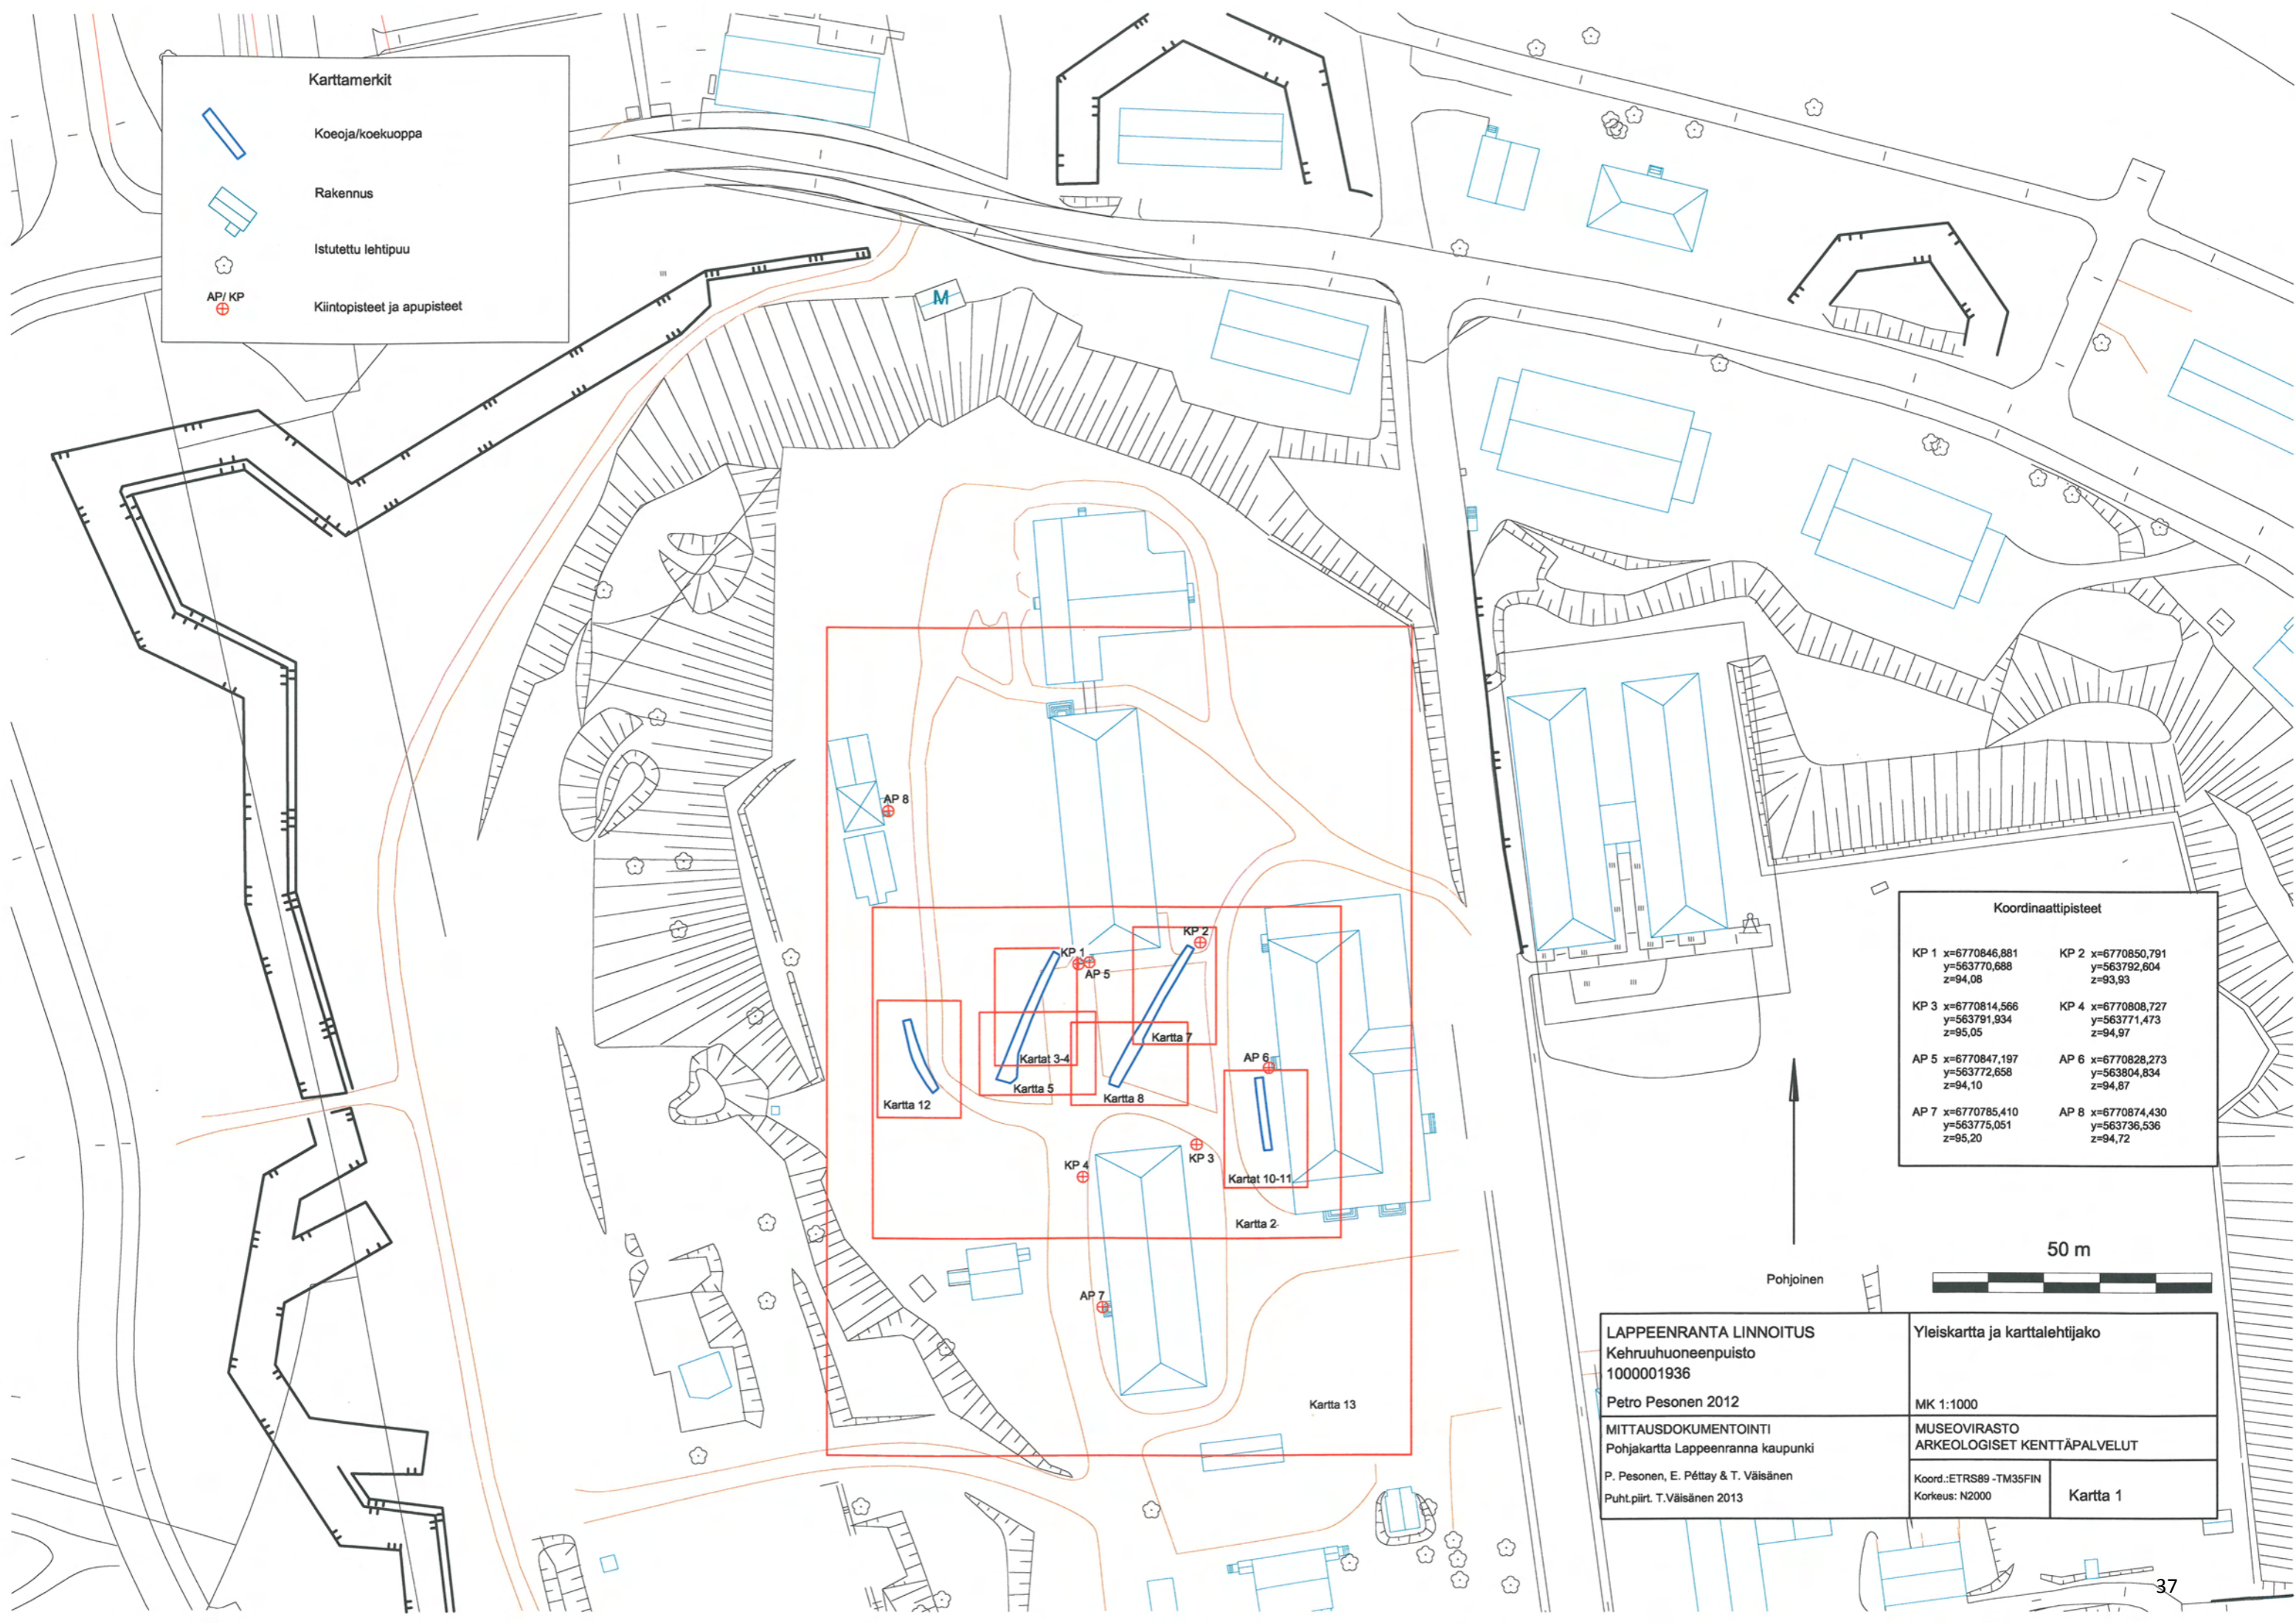 Karttamerkit
Koeoja/koekuoppa
Rakennus
Istutettu lehtipuu
AP/ KP
Kiintopisteet ja apupisteet
M
AP 8
KP 1
AP 5
KP 2
Kartta 7
Kartat 3-4
Kartta 5
Kartta 8
Kartta 12
AP 6
KP 3
KP 4
Kartat 10-11
Kartta 2
AP 7
Kartta 13
Koordinaattipisteet
KP 1 x=6770846,881
y=563770,688
z=94,08
KP 2 x=6770850,791
y=563792,604
z=93,93
KP 3 x=6770814,566
y=563791,934
z=95,05
KP 4 x=6770808,727
y=563771,473
z=94,97
AP 5 x=6770847,197
y=563772,658
z=94,10
AP 6 x=6770828,273
y=563804,834
z=94,87
AP 7 x=6770785,410
y=563775,051
z=95,20
AP 8 x=6770874,430
y=563736,536
z=94,72
Pohjoinen
50 m
LAPPEENRANTA LINNOITUS
Kehruuhuoneenpuisto
1000001936
Petro Pesonen 2012
Yleiskartta ja karttalehtijako
MK 1:1000
MITTAUSDOKUMENTOINTI
Pohjakartta Lappeenranna kaupunki
P. Pesonen, E. Péttay & T. Väisänen
Puht.piirt. T.Väisänen 2013
MUSEOVIRASTO
ARKEOLOGISET KENTTÄPALVELUT
Koord.:ETRS89 -TM35FIN
Korkeus: N2000
Kartta 1
37